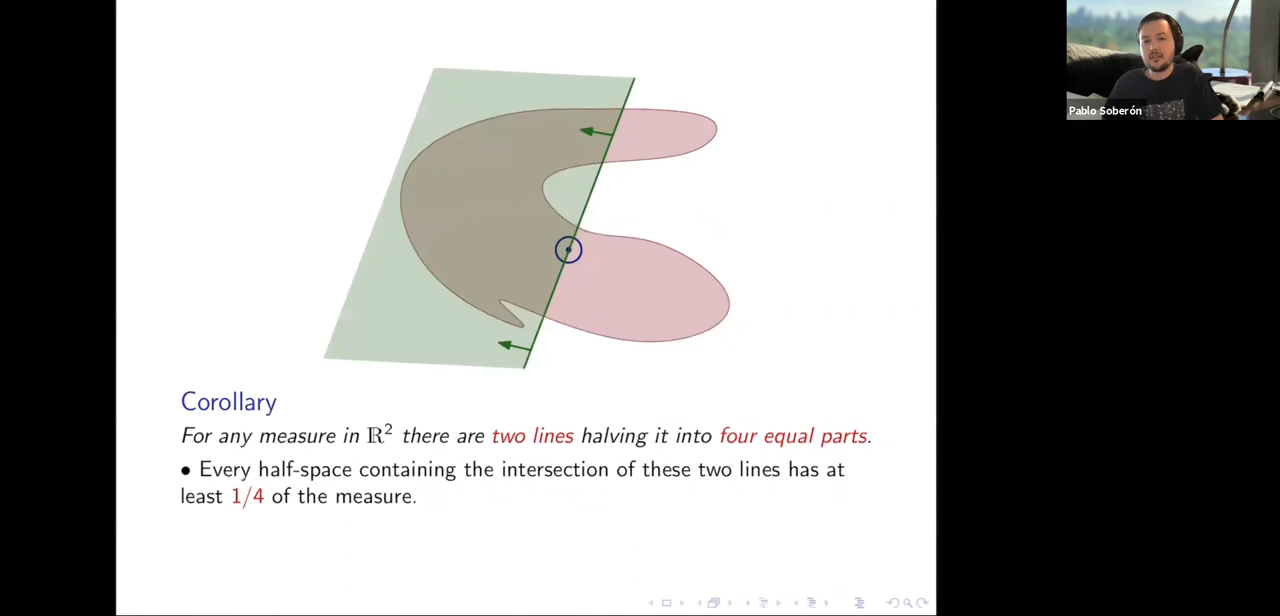 Pablo Soberón
Corollary
For any measure in ℝ² there are two lines halving it into four equal parts.
• Every half-space containing the intersection of these two lines has at
least 1/4 of the measure.